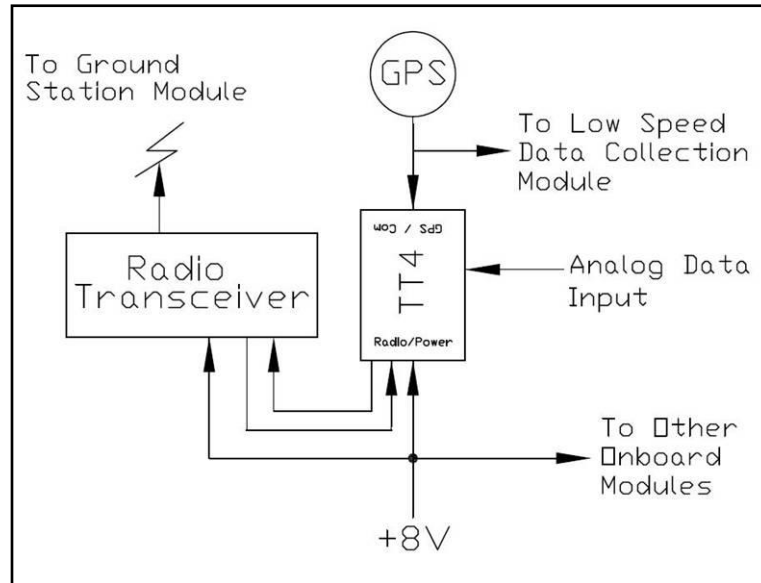 To Ground
Station Module
GPS
To Low Speed
Data Collection
Module
GPS / Com
TT4
Radio/Power
Radio
Transceiver
Analog Data
Input
To Other
Onboard
Modules
+8V